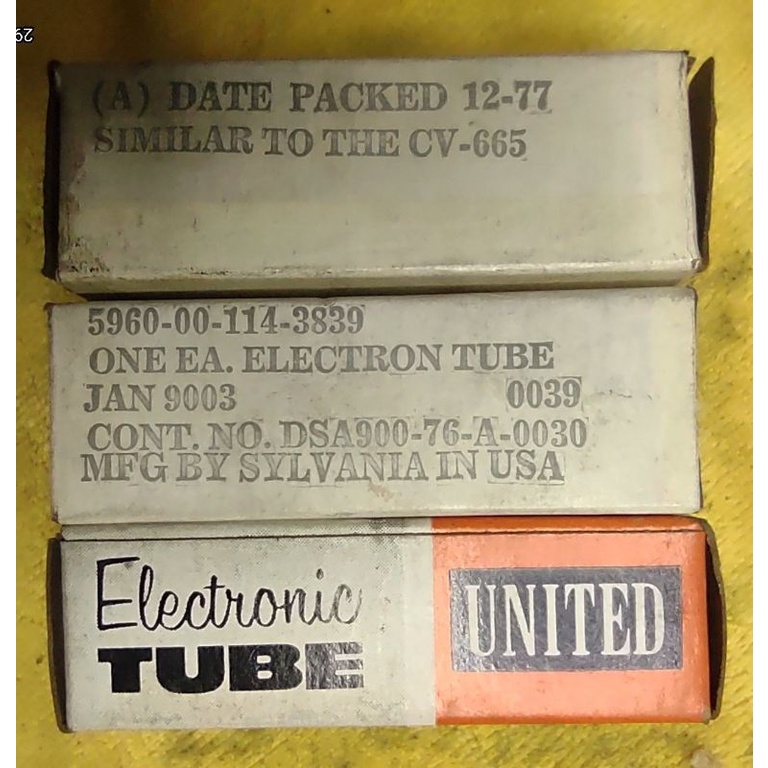 (A) DATE PACKED 12-77
SIMILAR TO THE CV-665
5960-00-114-3839
ONE EA. ELECTRON TUBE
JAN 9003 0039
CONT. NO. DSA900-76-A-0030
MFG BY SYLVANIA IN USA
Electronic
TUBE
UNITED